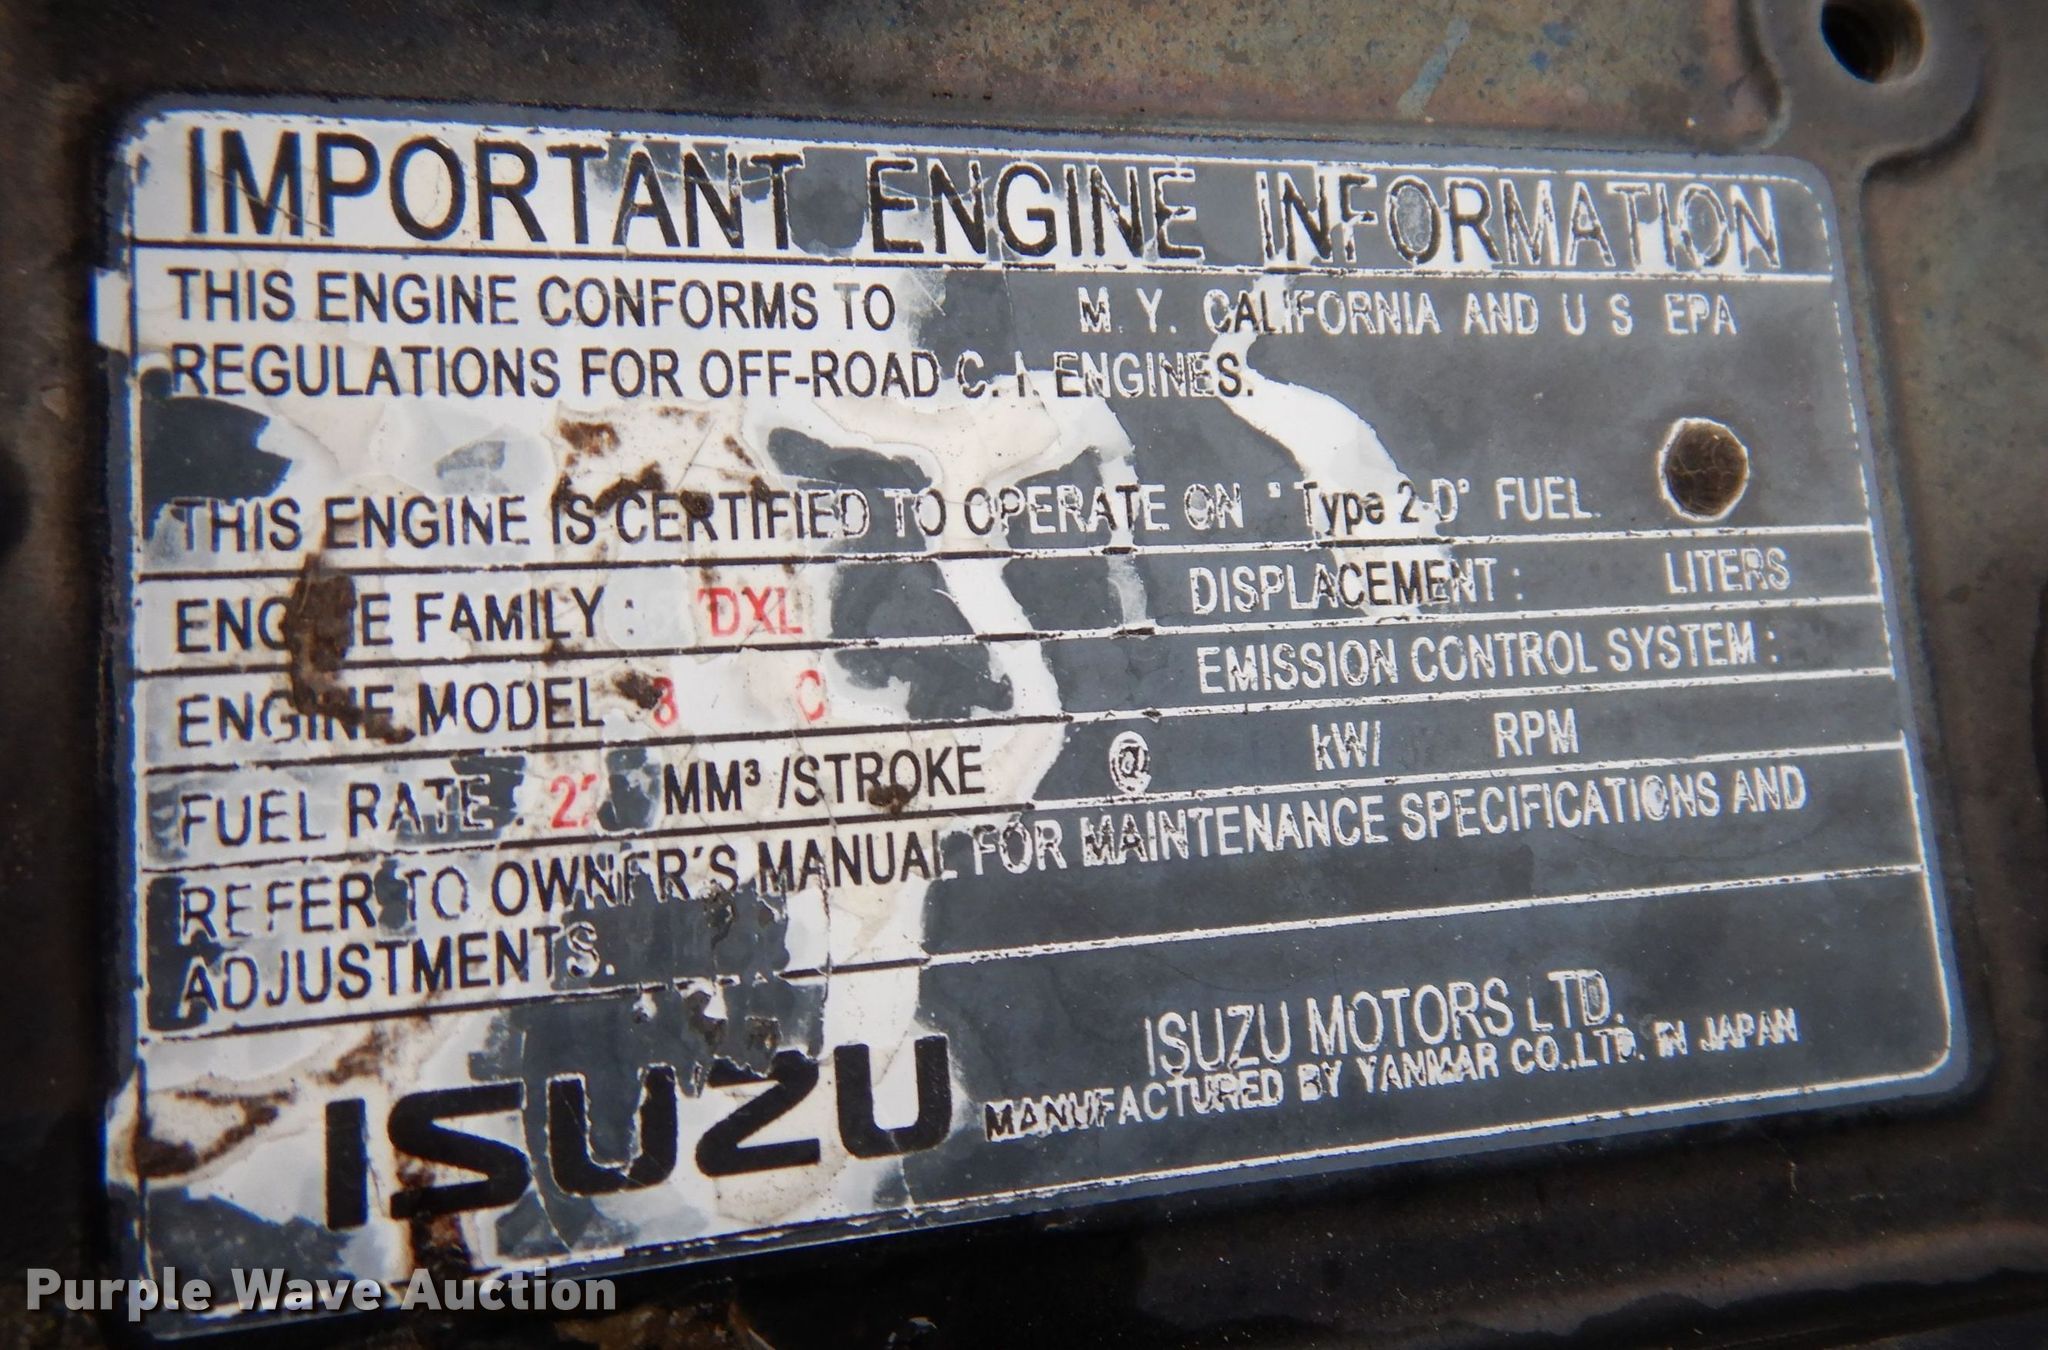 IMPORTANT ENGINE INFORMATION
THIS ENGINE CONFORMS TO M. Y. CALIFORNIA AND U S EPA
REGULATIONS FOR OFF-ROAD C. I. ENGINES.
THIS ENGINE IS CERTIFIED TO OPERATE ON "Type 2-D" FUEL.
ENGINE FAMILY : DXL DISPLACEMENT : LITERS
ENGINE MODEL C EMISSION CONTROL SYSTEM :
FUEL RATE : MM³ /STROKE @ kW/ RPM
REFER TO OWNER'S MANUAL FOR MAINTENANCE SPECIFICATIONS AND
ADJUSTMENTS.
ISUZU
ISUZU MOTORS LTD.
MANUFACTURED BY YANMAR CO.,LTD. IN JAPAN
Purple Wave Auction